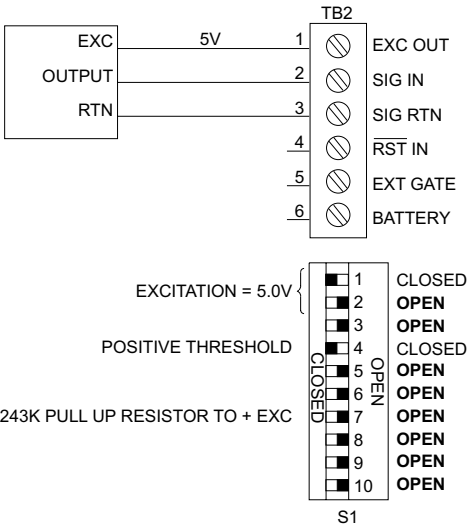 TB2
EXC 5V 1 EXC OUT
OUTPUT 2 SIG IN
RTN 3 SIG RTN
4 RST IN
5 EXT GATE
6 BATTERY
EXCITATION = 5.0V
1 CLOSED
2 OPEN
3 OPEN
POSITIVE THRESHOLD 4 CLOSED
5 OPEN
6 OPEN
243K PULL UP RESISTOR TO + EXC 7 OPEN
8 OPEN
9 OPEN
10 OPEN
CLOSED
OPEN
S1